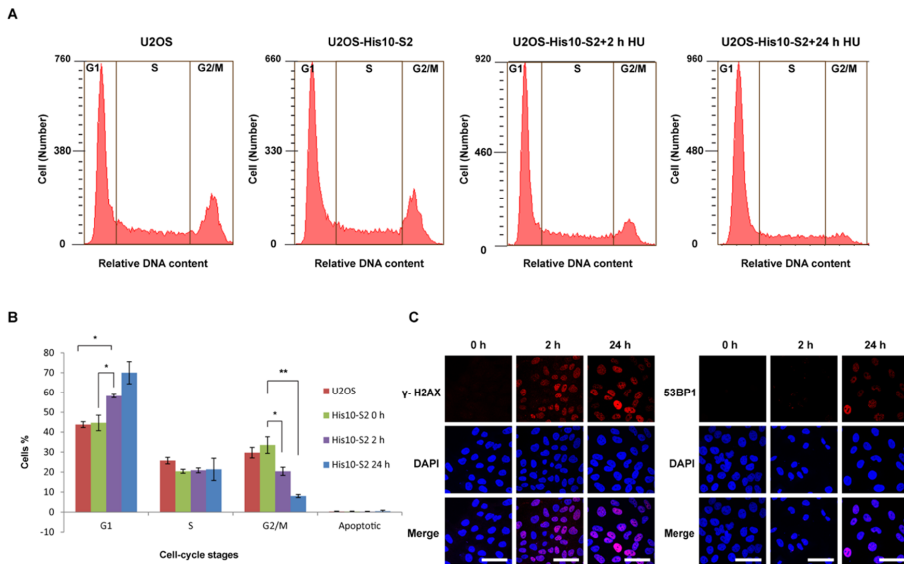 A
U2OS
U2OS-His10-S2
U2OS-His10-S2+2 h HU
U2OS-His10-S2+24 h HU
Cell (Number)
760
380
0
G1
S
G2/M
Relative DNA content
Cell (Number)
660
330
0
G1
S
G2/M
Relative DNA content
Cell (Number)
920
460
0
G1
S
G2/M
Relative DNA content
Cell (Number)
960
480
0
G1
S
G2/M
Relative DNA content
B
Cells %
80
70
60
50
40
30
20
10
0
*
*
**
*
U2OS
His10-S2 0 h
His10-S2 2 h
His10-S2 24 h
G1
S
G2/M
Apoptotic
Cell-cycle stages
C
0 h
2 h
24 h
γ- H2AX
DAPI
Merge
0 h
2 h
24 h
53BP1
DAPI
Merge